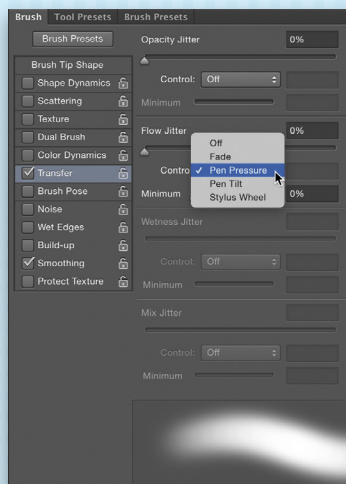 Brush Tool Presets Brush Presets
Brush Presets Opacity Jitter 0%
Brush Tip Shape
Shape Dynamics Control: Off
Scattering Minimum
Texture
Dual Brush Flow Jitter 0%
Off
Color Dynamics Fade
Transfer Contro Pen Pressure
Pen Tilt
Brush Pose Minimum 0%
Stylus Wheel
Noise
Wet Edges Wetness Jitter
Build-up
Smoothing Control: Off
Protect Texture Minimum
Mix Jitter
Control: Off
Minimum